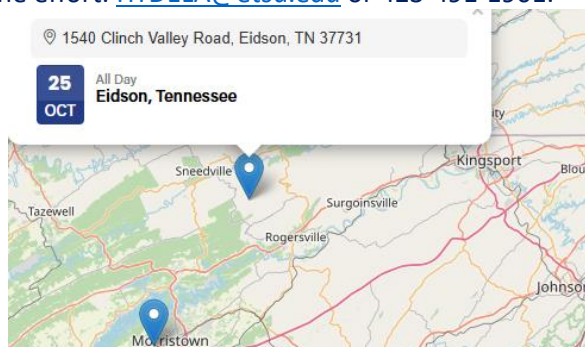 1540 Clinch Valley Road, Eidson, TN 37731
25
OCT
All Day
Eidson, Tennessee
Kingsport
Sneedville
Tazewell
Surgoinsville
Rogersville
Morristown